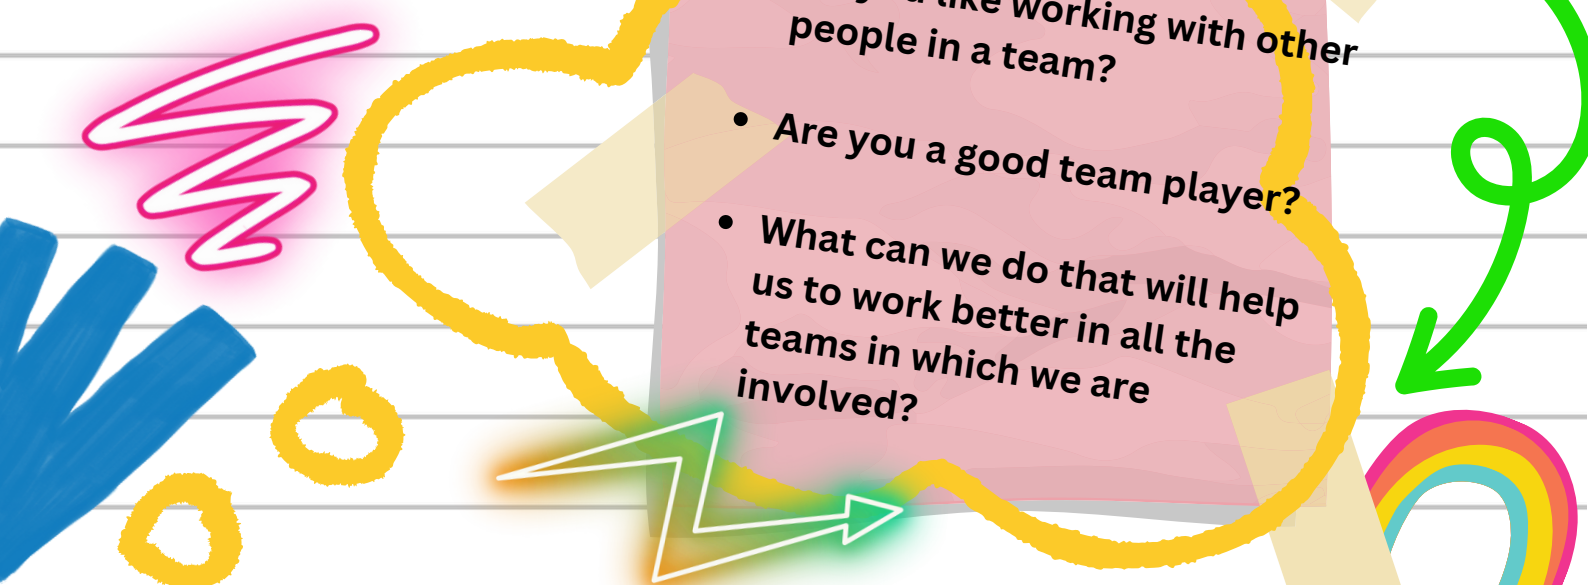 like working with other
people in a team?
• Are you a good team player?
• What can we do that will help
us to work better in all the
teams in which we are
involved?